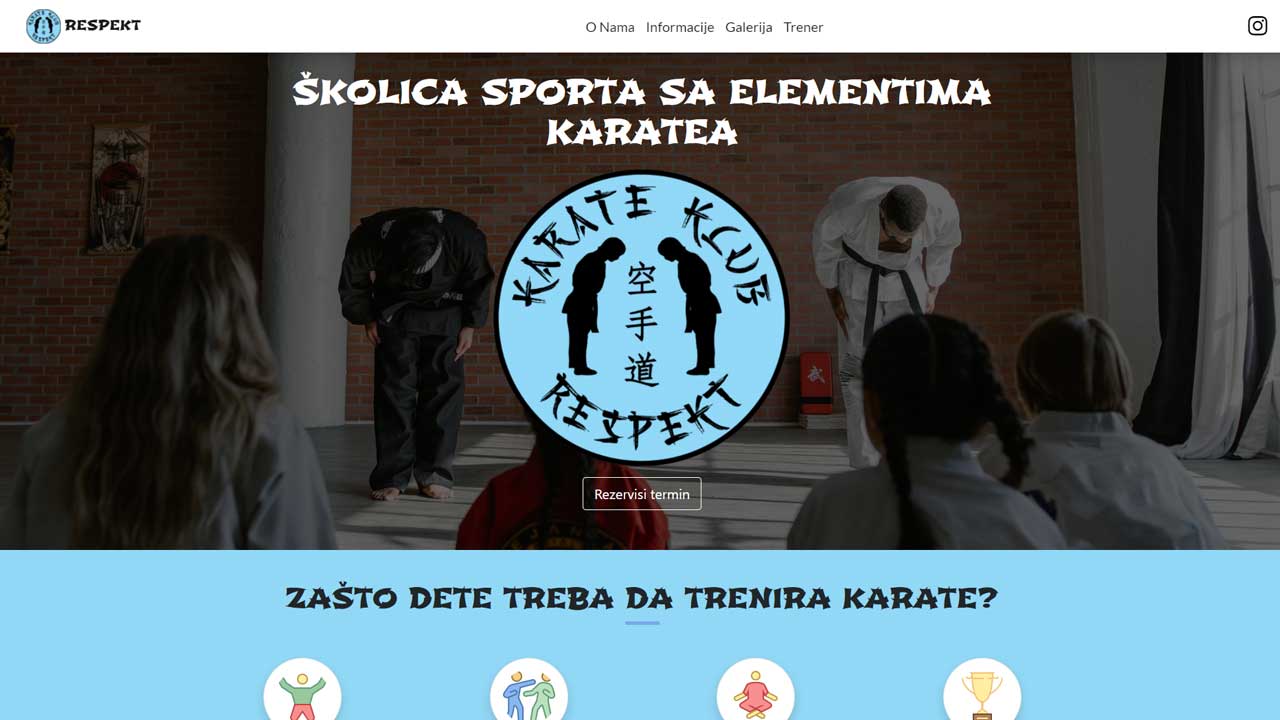 RESPEKT
O Nama
Informacije
Galerija
Trener
ŠKOLICA SPORTA SA ELEMENTIMA
KARATEA
KARATE KLUB
空
手
道
RESPEKT
武
Rezervisi termin
ZAŠTO DETE TREBA DA TRENIRA KARATE?